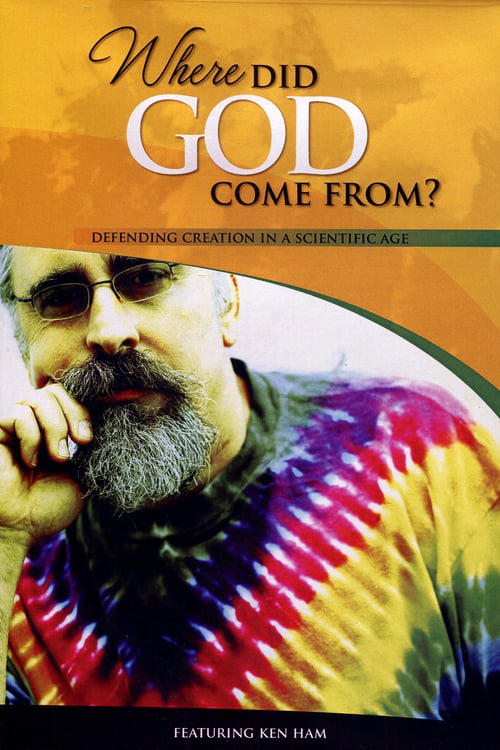 Where DID
GOD
COME FROM?
DEFENDING CREATION IN A SCIENTIFIC AGE
FEATURING KEN HAM